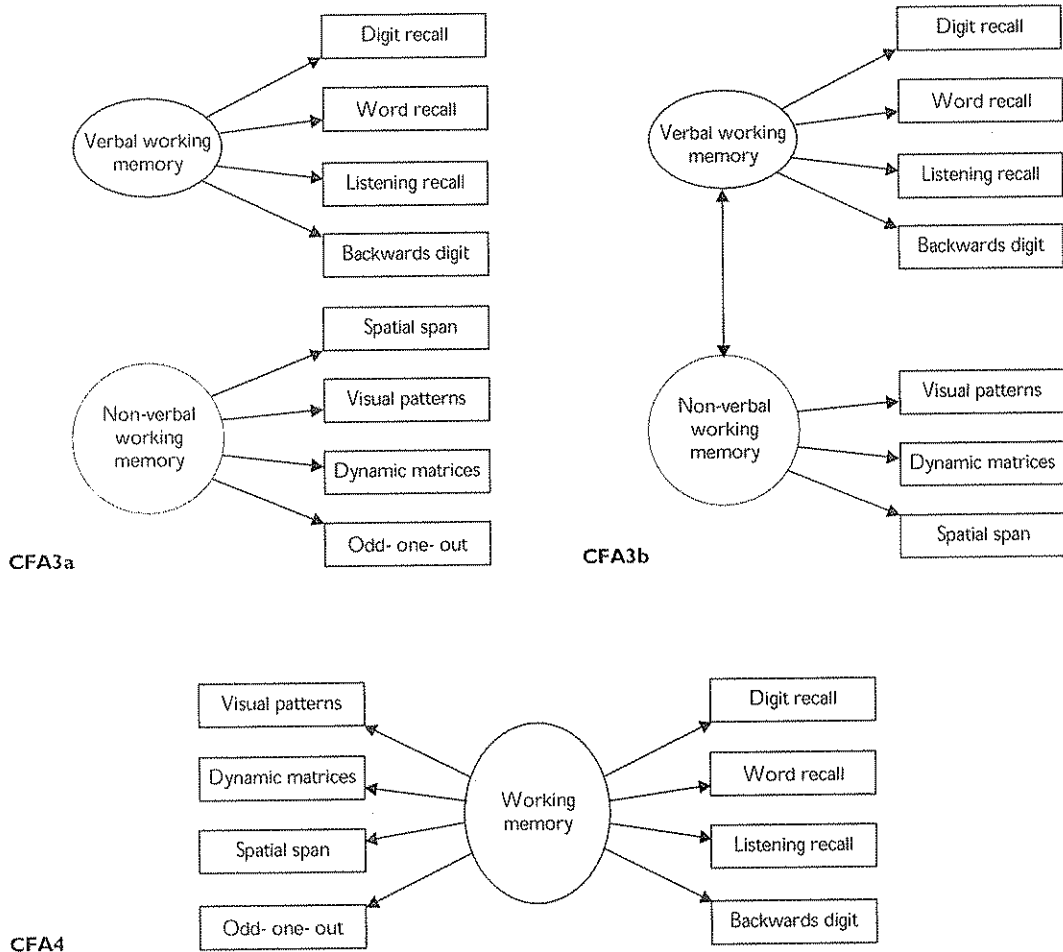 Digit recall
Word recall
Verbal working
memory
Listening recall
Backwards digit
Spatial span
Visual patterns
Non-verbal
working
memory
Dynamic matrices
Odd- one- out
CFA3a
Digit recall
Word recall
Verbal working
memory
Listening recall
Backwards digit
Visual patterns
Non-verbal
working
memory
Dynamic matrices
Spatial span
CFA3b
Visual patterns
Dynamic matrices
Spatial span
Odd- one- out
Working
memory
Digit recall
Word recall
Listening recall
Backwards digit
CFA4